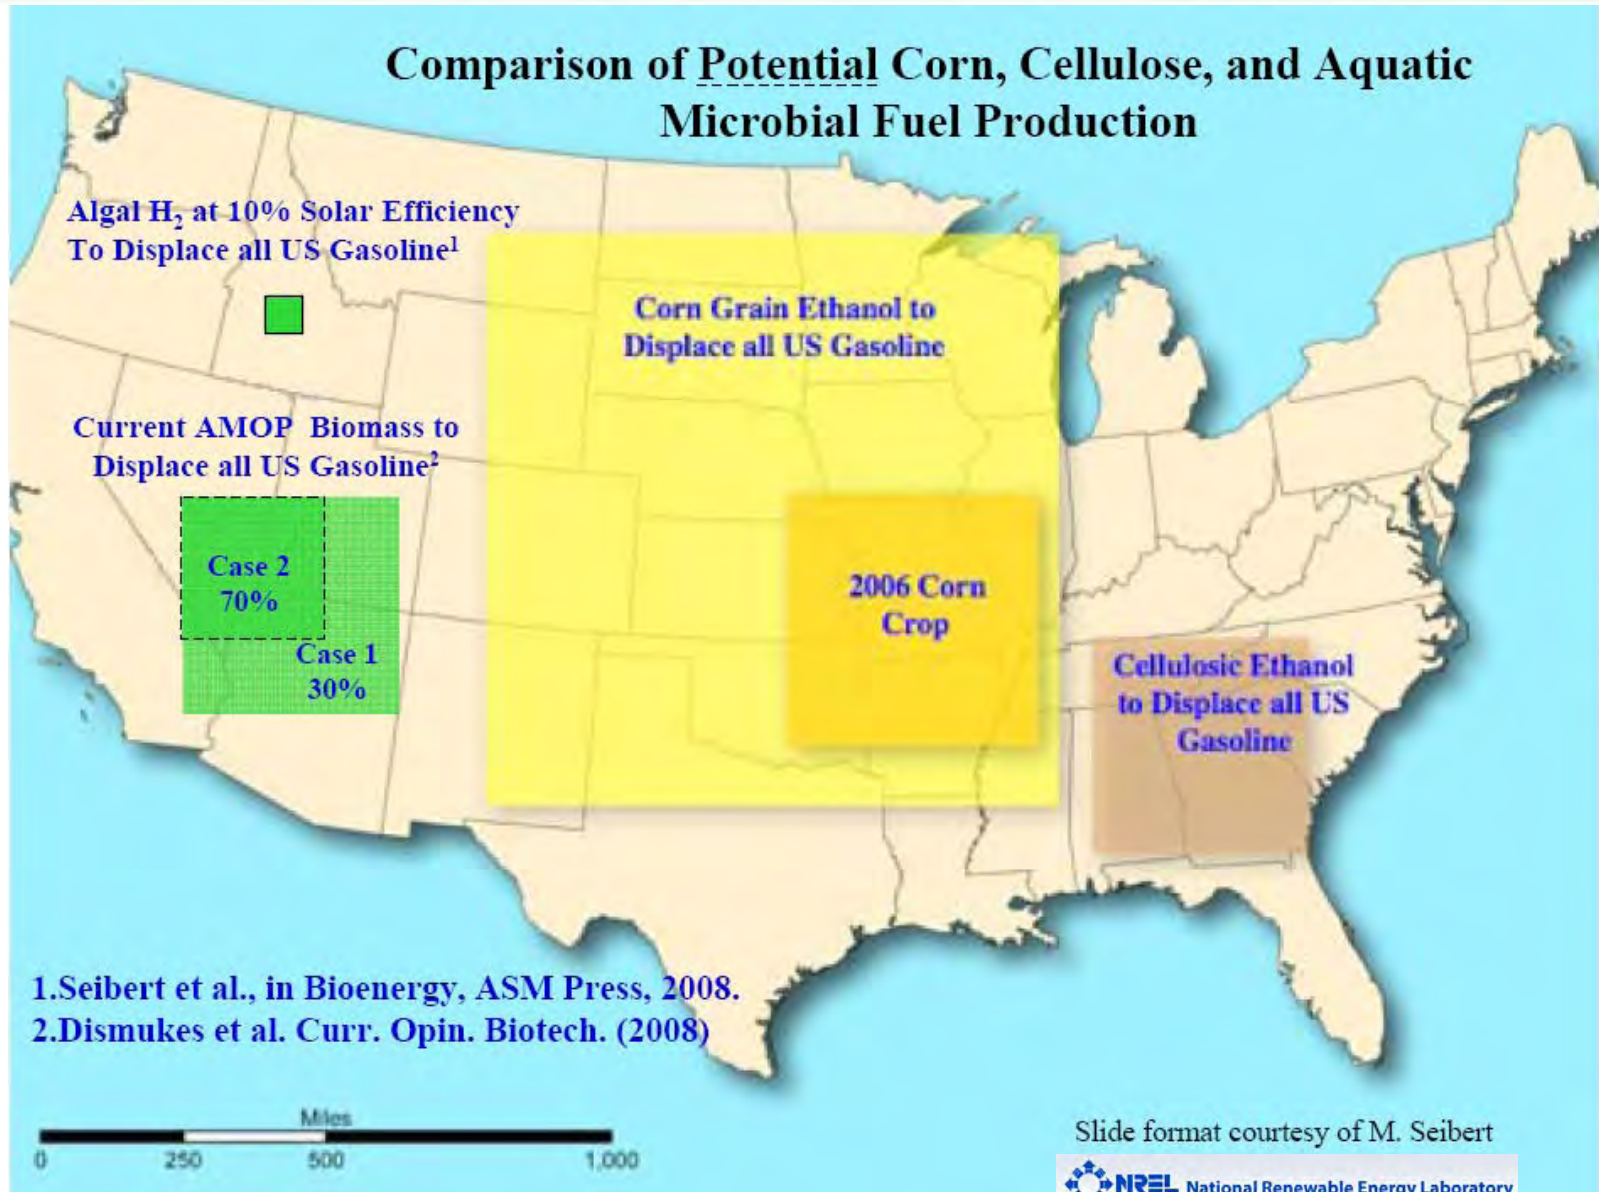 Comparison of Potential Corn, Cellulose, and Aquatic
Microbial Fuel Production
Algal H₂ at 10% Solar Efficiency
To Displace all US Gasoline¹
Corn Grain Ethanol to
Displace all US Gasoline
Current AMOP Biomass to
Displace all US Gasoline²
Case 2
70%
Case 1
30%
2006 Corn
Crop
Cellulosic Ethanol
to Displace all US
Gasoline
1.Seibert et al., in Bioenergy, ASM Press, 2008.
2.Dismukes et al. Curr. Opin. Biotech. (2008)
Miles
0 250 500 1,000
Slide format courtesy of M. Seibert
NREL National Renewable Energy Laboratory